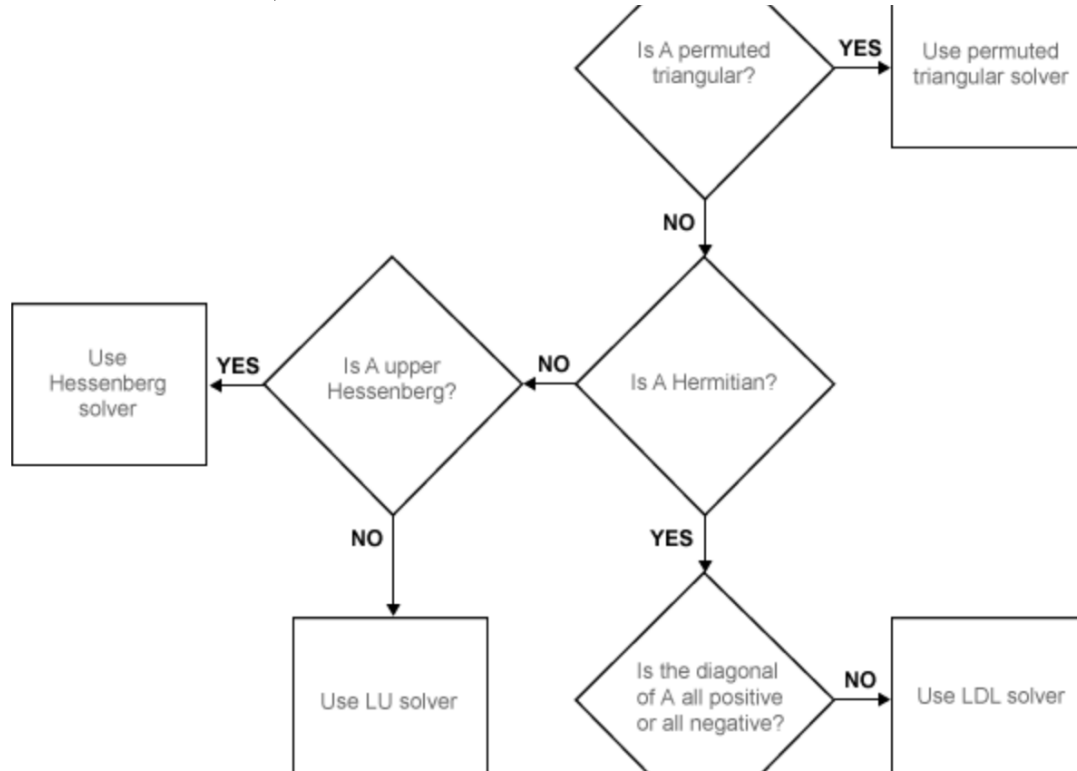 Is A permuted
triangular?
YES
Use permuted
triangular solver
NO
Use
Hessenberg
solver
YES
Is A upper
Hessenberg?
NO
Is A Hermitian?
NO
YES
Use LU solver
Is the diagonal
of A all positive
or all negative?
NO
Use LDL solver